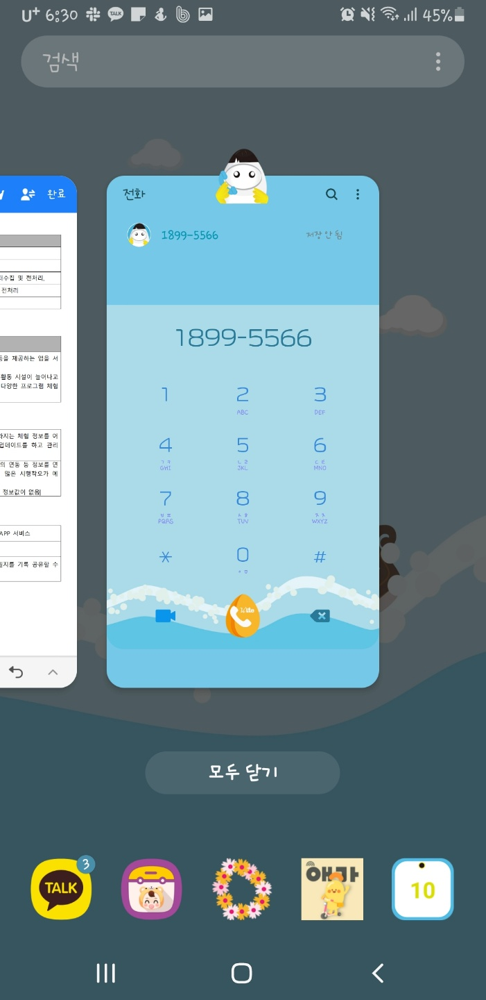 U+ 6:30 TALK 45%
검색
완료
전화
1899-5566 저장 안 됨
1899-5566
터수집 및 전처리,
전처리
등을 제공하는 앱을 서
활동 시설이 늘어나고
다양한 프로그램 체험
라지는 체험 정보를 어
업데이트를 하고 관리
의 연동 등 정보를 연
많은 시행착오가 예
정보값이 없음
APP 서비스
일지를 기록 공유할 수
1 2 3
ABC DEF
4 5 6
ㄱㅋ ㄴㄹ ㄷㅌ
GHI JKL MNO
7 8 9
ㅂㅍ ㅅㅎ ㅈㅊ
PQRS TUV WXYZ
* 0 #
ㆍㅁ
모두 닫기
3
TALK
10